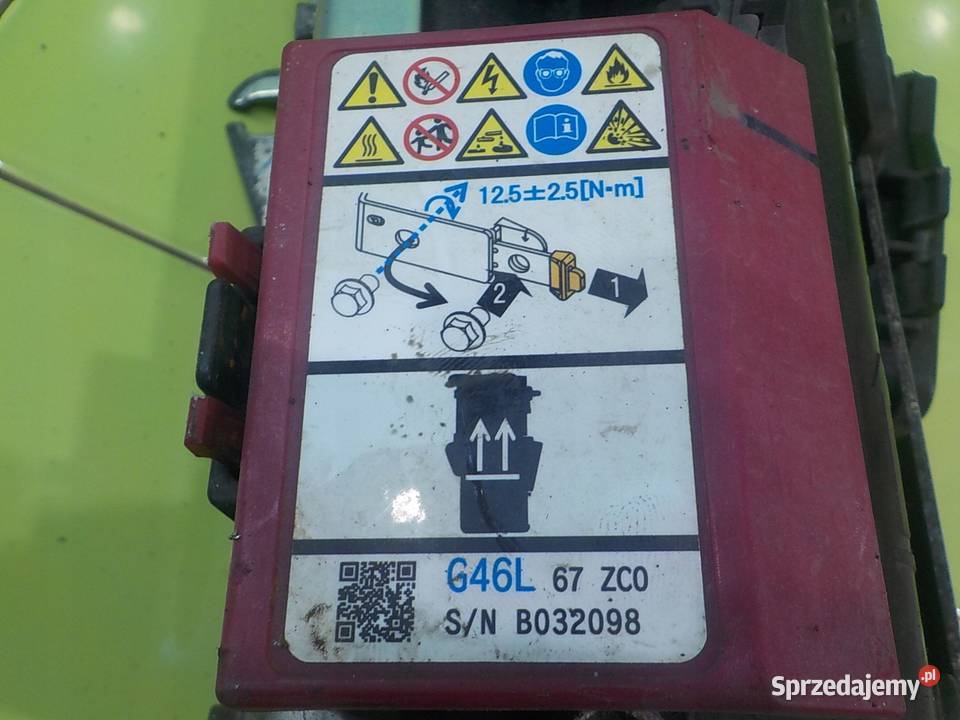 12.5±2.5[N·m]
1
2
G46L 67 ZC0
S/N B032098
Sprzedajemy.pl